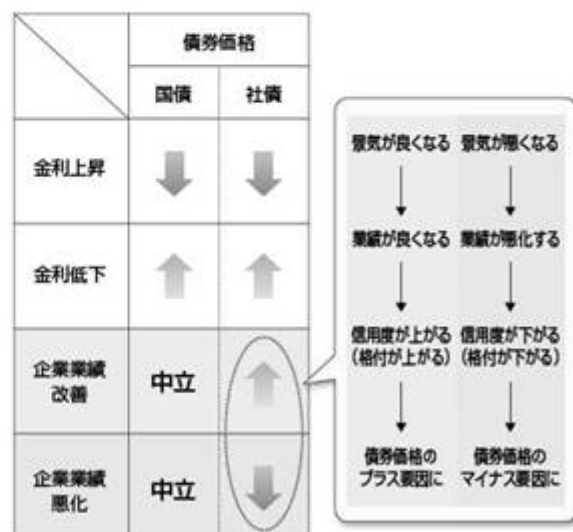 債券価格
国債 社債
金利上昇
金利低下
企業業績
改善
中立
企業業績
悪化
中立
景気が良くなる
業績が良くなる
信用度が上がる
(格付が上がる)
債券価格の
プラス要因に
景気が悪くなる
業績が悪化する
信用度が下がる
(格付が下がる)
債券価格の
マイナス要因に